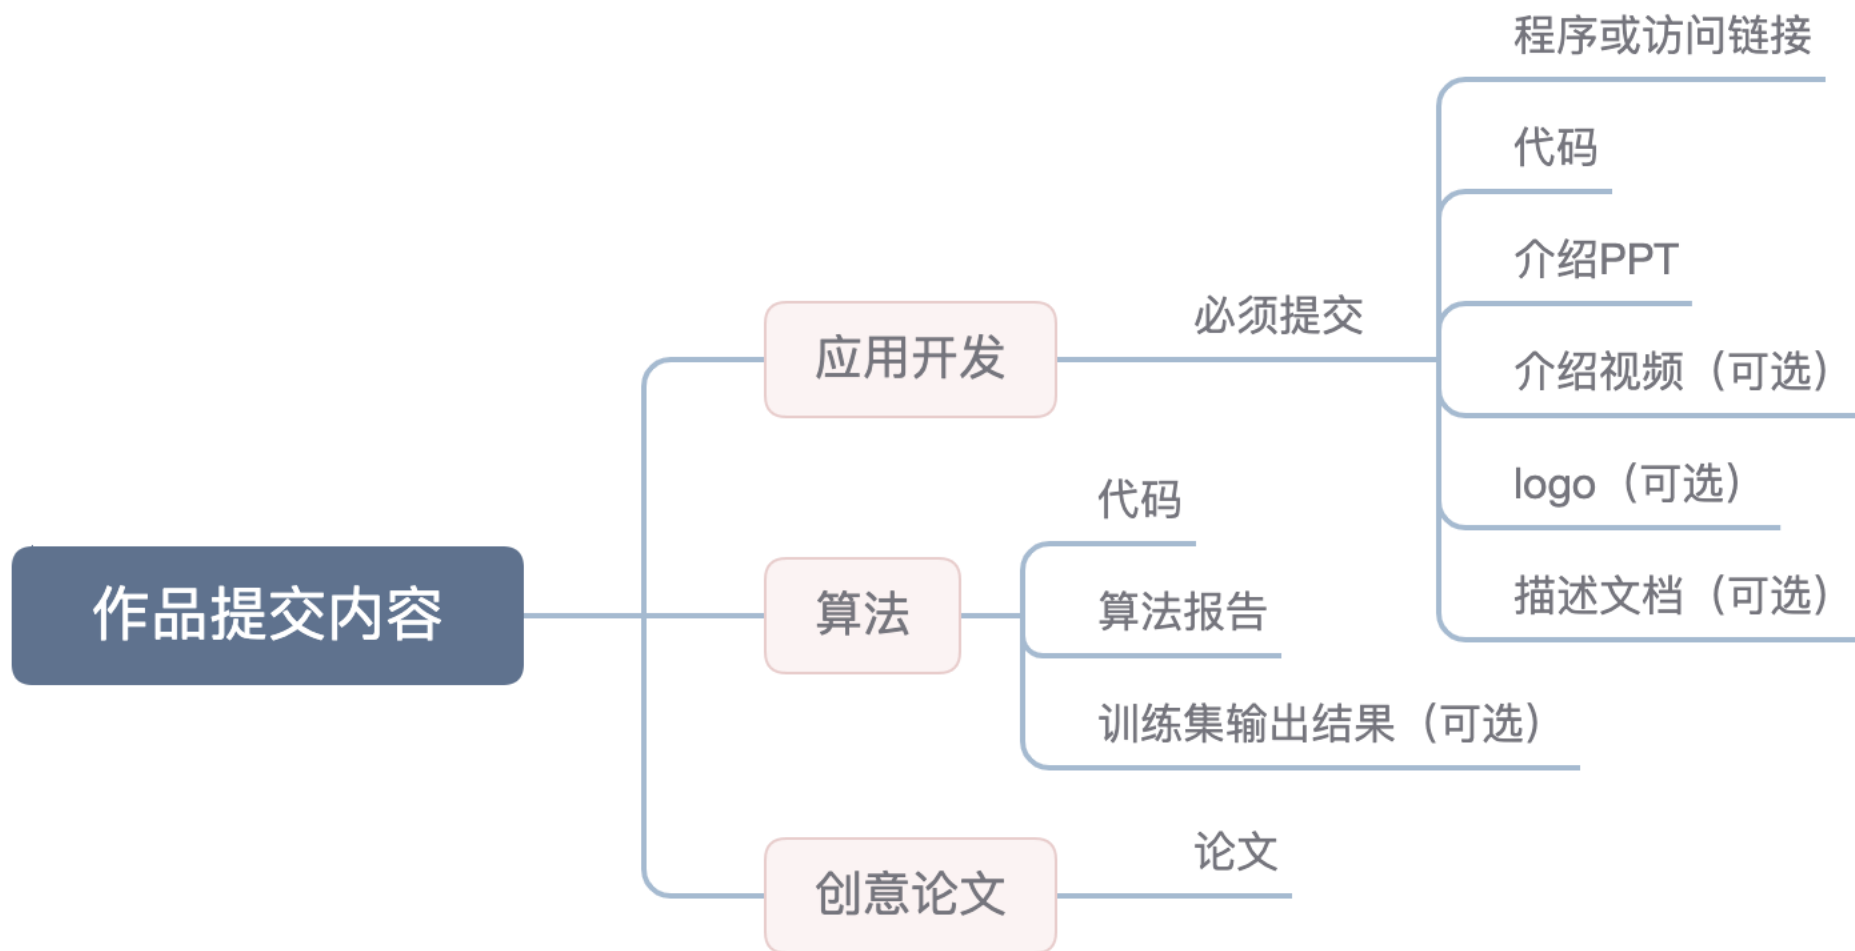 作品提交内容
应用开发
必须提交
程序或访问链接
代码
介绍PPT
介绍视频（可选）
logo（可选）
描述文档（可选）
算法
代码
算法报告
训练集输出结果（可选）
创意论文
论文